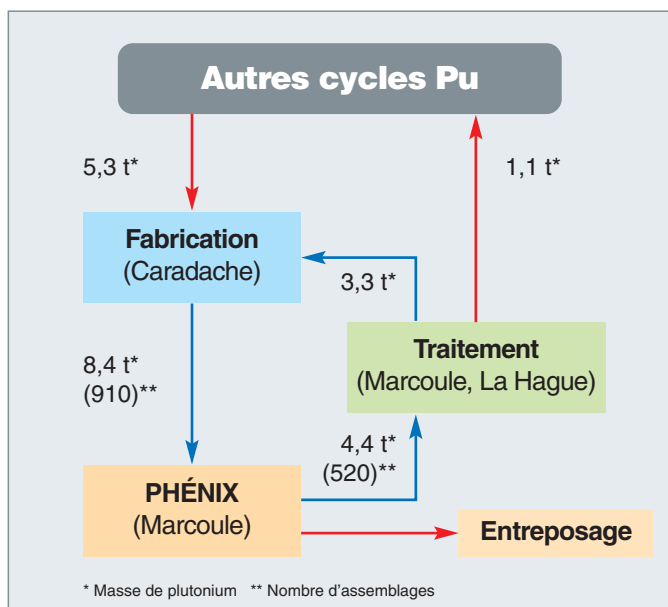 Autres cycles Pu
5,3 t*
1,1 t*
Fabrication
(Caradache)
3,3 t*
Traitement
(Marcoule, La Hague)
8,4 t*
(910)**
4,4 t*
(520)**
PHÉNIX
(Marcoule)
Entreposage
* Masse de plutonium ** Nombre d'assemblages